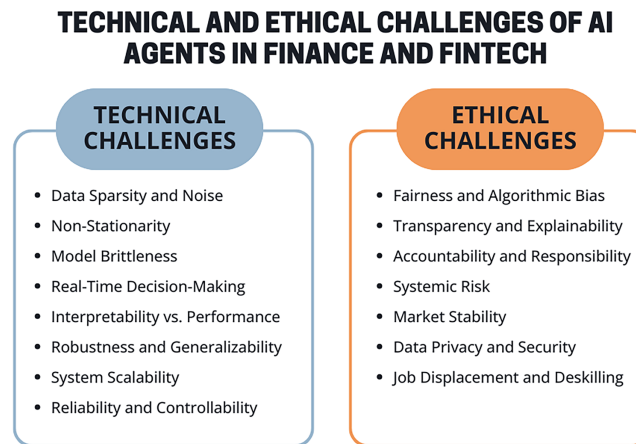 TECHNICAL AND ETHICAL CHALLENGES OF AI
AGENTS IN FINANCE AND FINTECH
TECHNICAL
CHALLENGES
• Data Sparsity and Noise
• Non-Stationarity
• Model Brittleness
• Real-Time Decision-Making
• Interpretability vs. Performance
• Robustness and Generalizability
• System Scalability
• Reliability and Controllability
ETHICAL
CHALLENGES
• Fairness and Algorithmic Bias
• Transparency and Explainability
• Accountability and Responsibility
• Systemic Risk
• Market Stability
• Data Privacy and Security
• Job Displacement and Deskilling